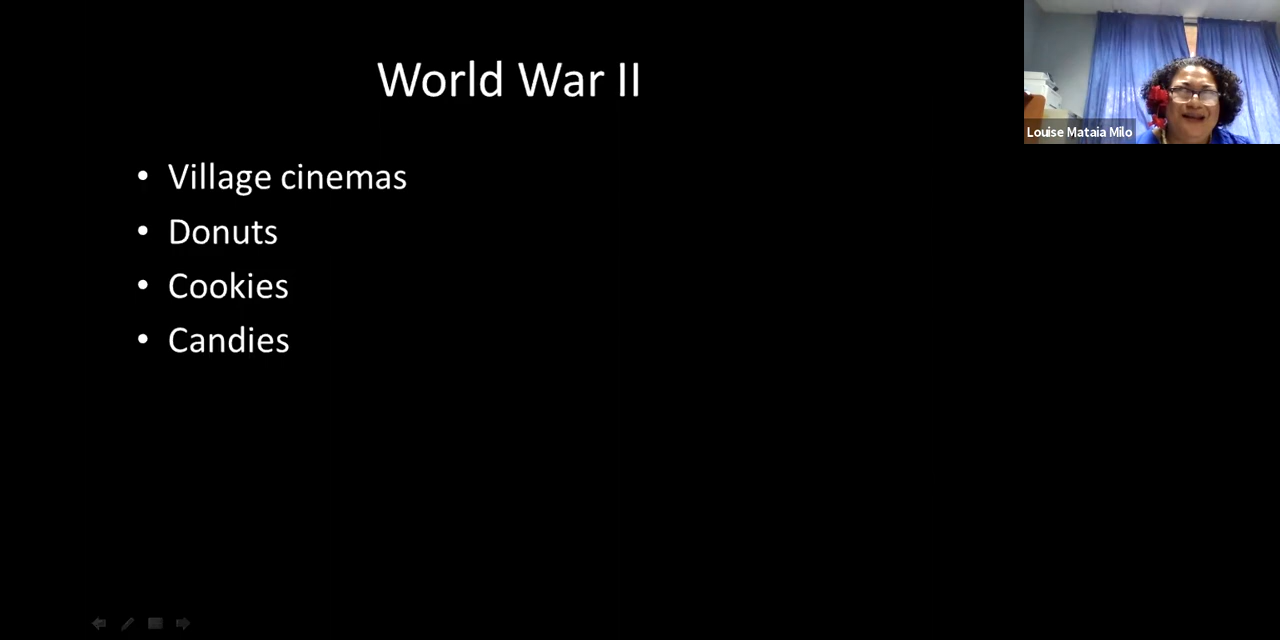 World War II
Louise Mataia Milo
• Village cinemas
• Donuts
• Cookies
• Candies